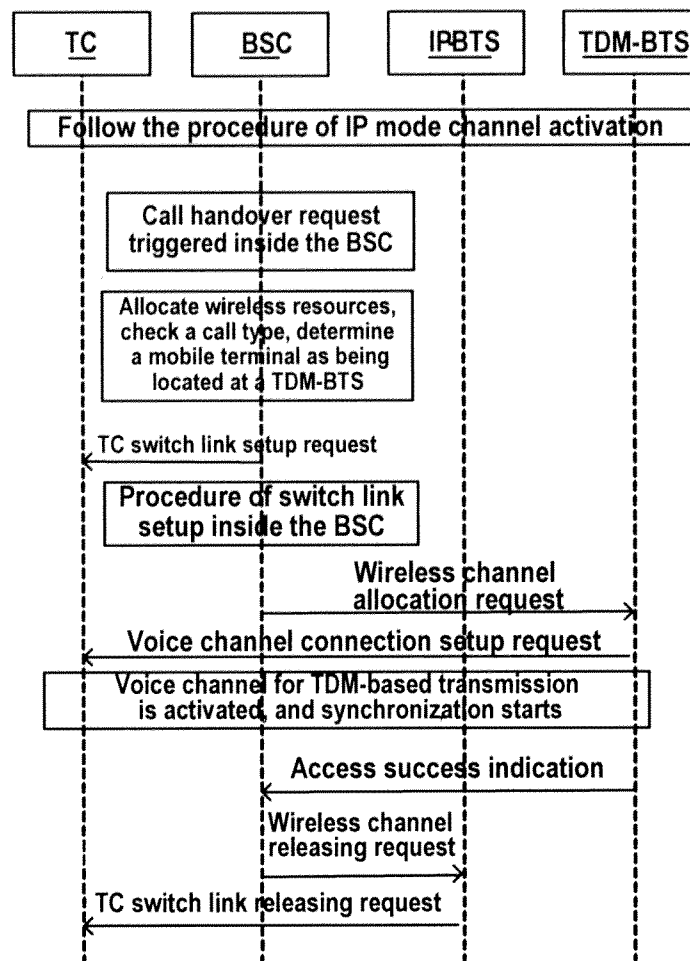 TC
BSC
IP-BTS
TDM-BTS
Follow the procedure of IP mode channel activation
Call handover request
triggered inside the BSC
Allocate wireless resources,
check a call type, determine
a mobile terminal as being
located at a TDM-BTS
TC switch link setup request
Procedure of switch link
setup inside the BSC
Wireless channel
allocation request
Voice channel connection setup request
Voice channel for TDM-based transmission
is activated, and synchronization starts
Access success indication
Wireless channel
releasing request
TC switch link releasing request